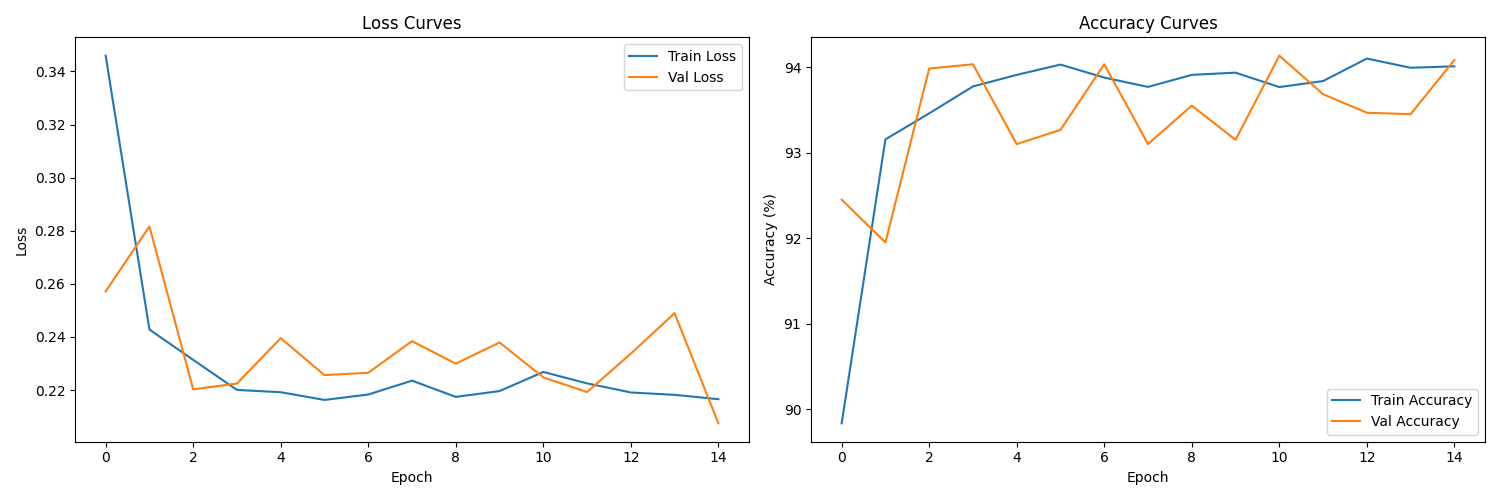 Loss Curves
Train Loss
Val Loss
0.34
0.32
0.30
0.28
0.26
0.24
0.22
Loss
0 2 4 6 8 10 12 14
Epoch
Accuracy Curves
94
93
92
91
90
Accuracy (%)
Train Accuracy
Val Accuracy
0 2 4 6 8 10 12 14
Epoch